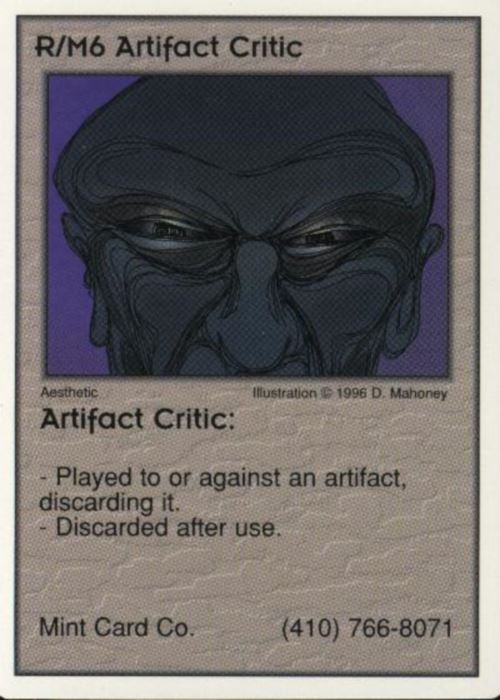 R/M6 Artifact Critic
Aesthetic
Illustration © 1996 D. Mahoney
Artifact Critic:
- Played to or against an artifact,
discarding it.
- Discarded after use.
Mint Card Co.
(410) 766-8071